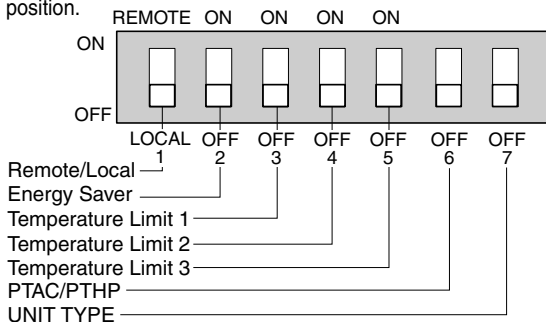 position.
REMOTE ON ON ON ON
ON
OFF
LOCAL OFF OFF OFF OFF OFF OFF
1 2 3 4 5 6 7
Remote/Local
Energy Saver
Temperature Limit 1
Temperature Limit 2
Temperature Limit 3
PTAC/PTHP
UNIT TYPE